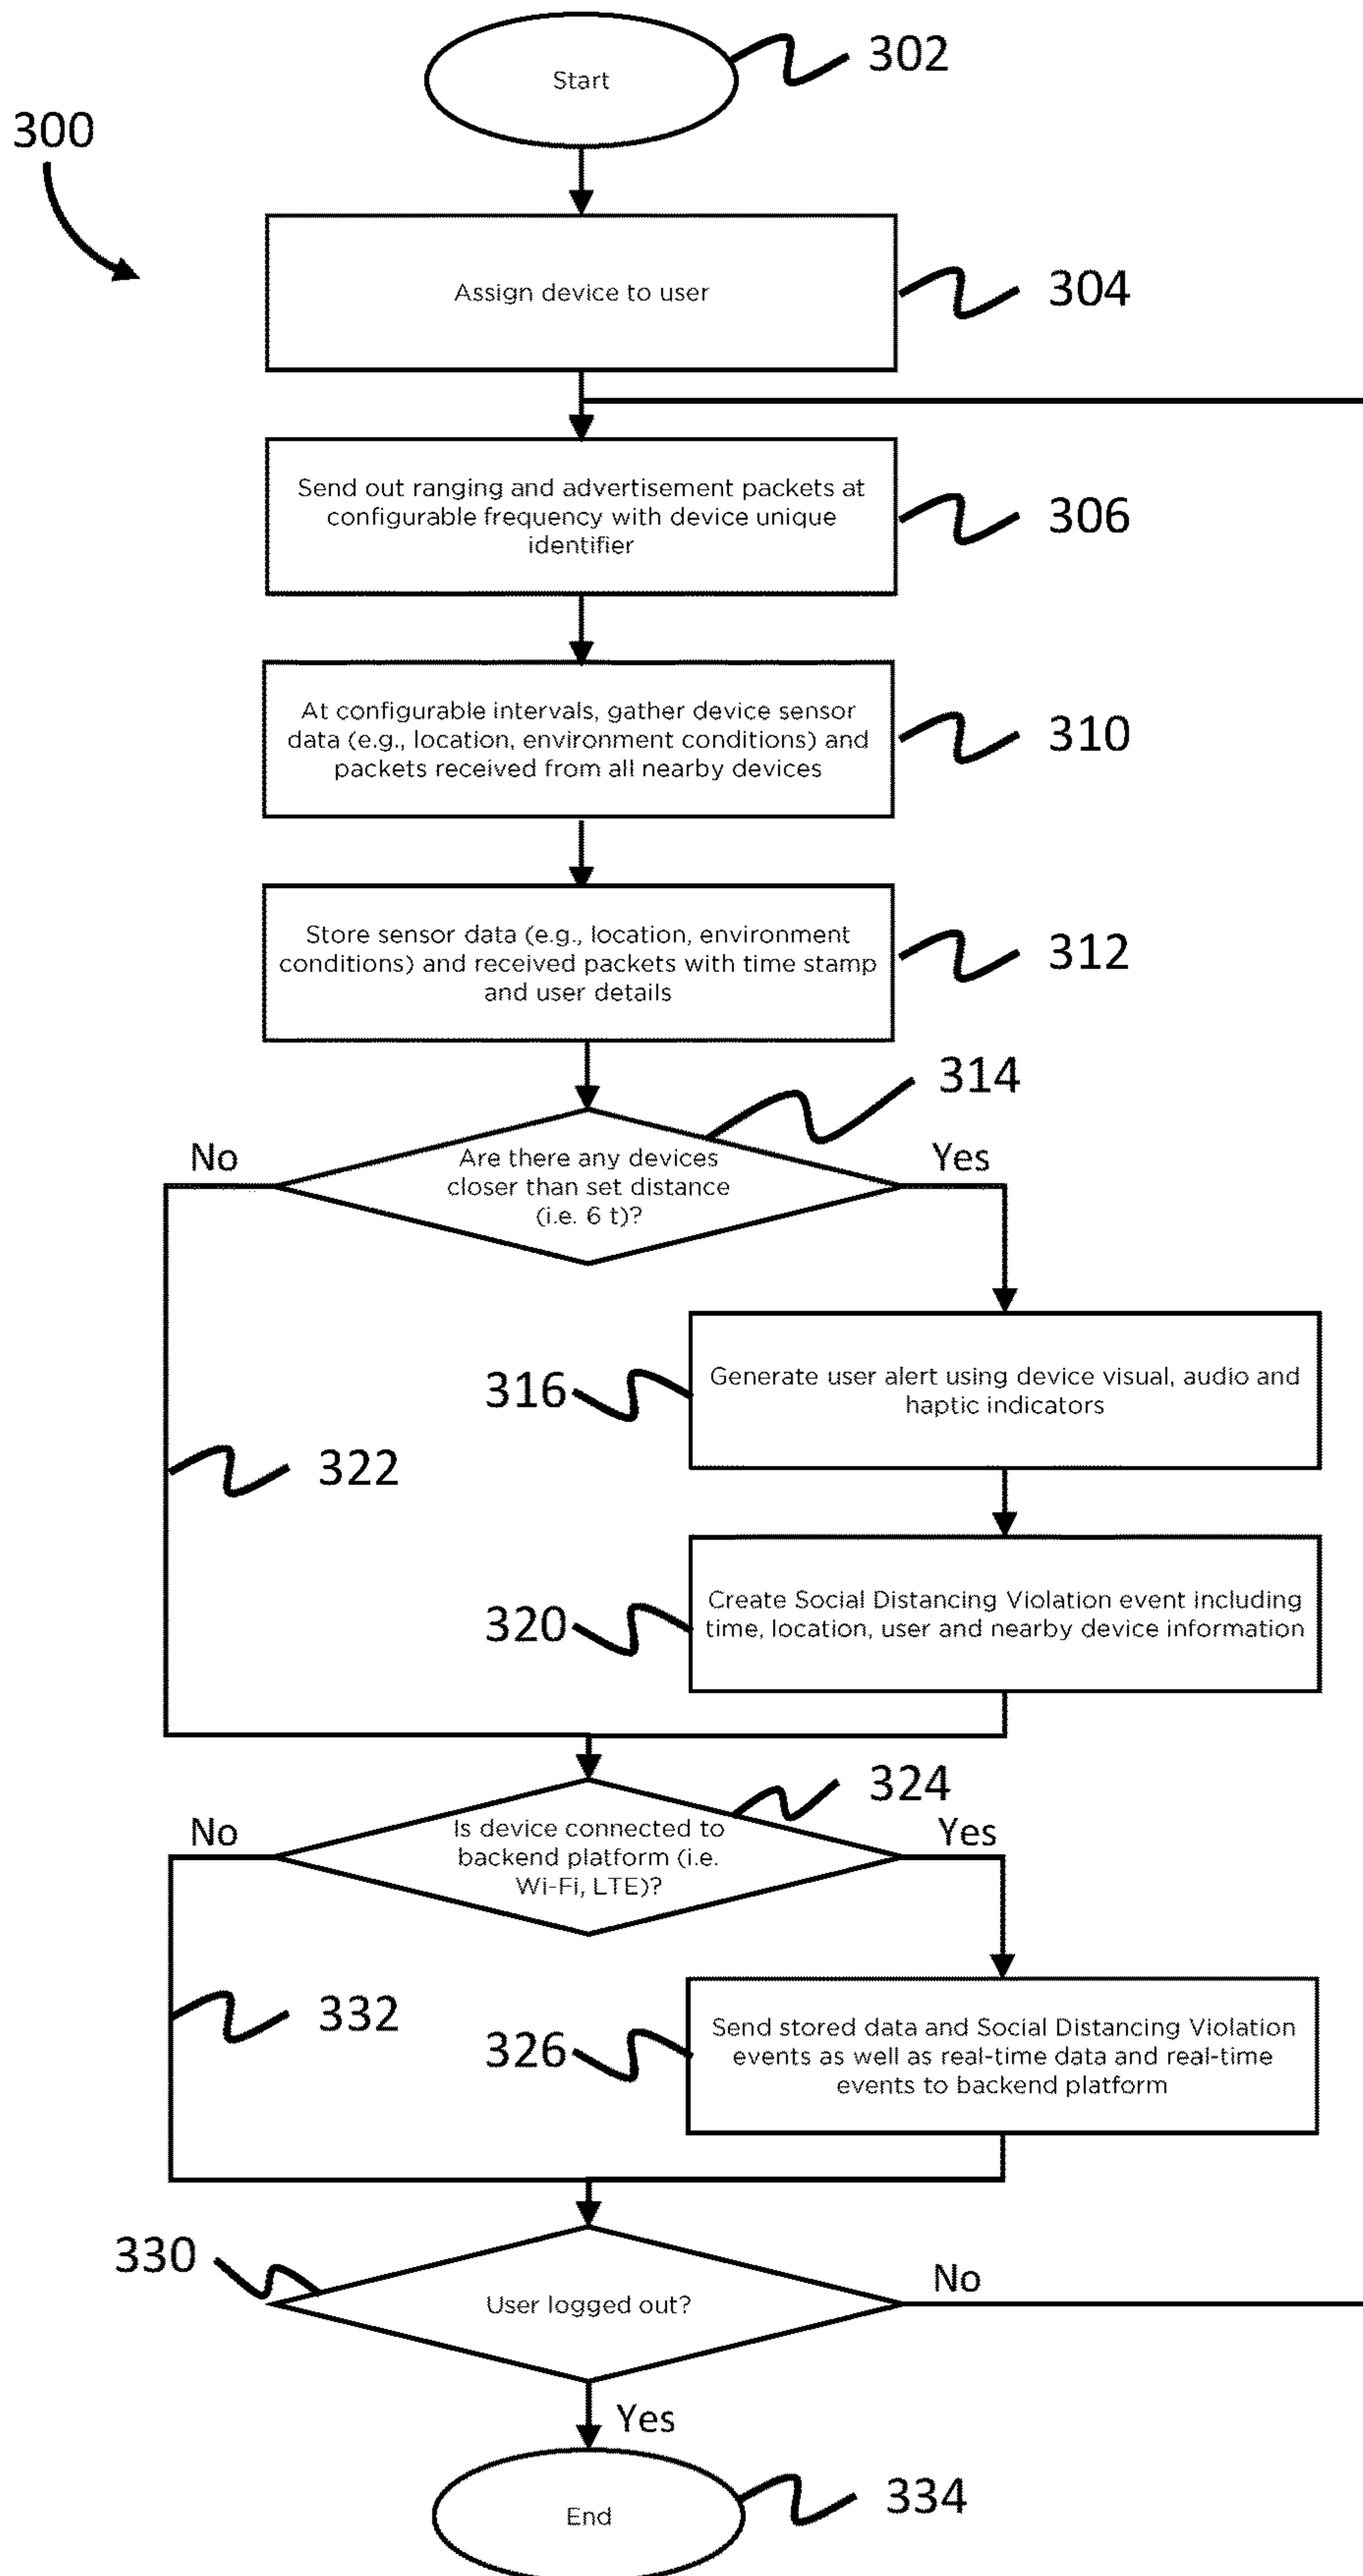 Start
302
300
Assign device to user
304
Send out ranging and advertisement packets at
configurable frequency with device unique
identifier
306
At configurable intervals, gather device sensor
data (e.g., location, environment conditions) and
packets received from all nearby devices
310
Store sensor data (e.g., location, environment
conditions) and received packets with time stamp
and user details
312
314
No
Are there any devices
closer than set distance
(i.e. 6 t)?
Yes
316
Generate user alert using device visual, audio and
haptic indicators
322
320
Create Social Distancing Violation event including
time, location, user and nearby device information
324
No
Is device connected to
backend platform (i.e.
Wi-Fi, LTE)?
Yes
332
326
Send stored data and Social Distancing Violation
events as well as real-time data and real-time
events to backend platform
330
User logged out?
No
Yes
End
334